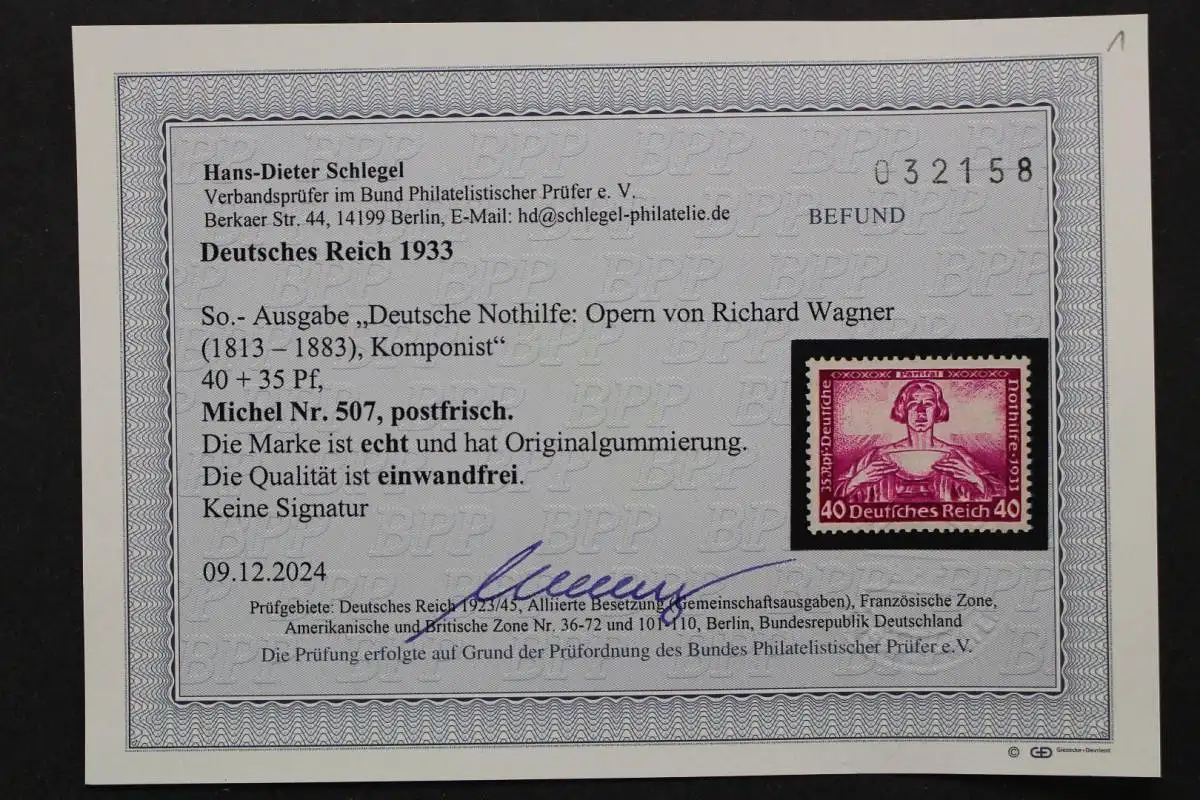 1
Hans-Dieter Schlegel
032158
Verbandsprüfer im Bund Philatelistischer Prüfer e. V.
Berkaer Str. 44, 14199 Berlin, E-Mail: hd@schlegel-philatelie.de
BEFUND
Deutsches Reich 1933
So.- Ausgabe „Deutsche Nothilfe: Opern von Richard Wagner
(1813 – 1883), Komponist“
40 + 35 Pf,
Michel Nr. 507, postfrisch.
Die Marke ist echt und hat Originalgummierung.
Die Qualität ist einwandfrei.
Keine Signatur
Parsifal
35 Rpf·Deutsche
Nothilfe·1933
40 Deutsches Reich 40
09.12.2024
Prüfgebiete: Deutsches Reich 1923/45, Alliierte Besetzung (Gemeinschaftsausgaben), Französische Zone,
Amerikanische und Britische Zone Nr. 36-72 und 101-110, Berlin, Bundesrepublik Deutschland
Die Prüfung erfolgte auf Grund der Prüfordnung des Bundes Philatelistischer Prüfer e.V.
BPP
© GD Giesecke+Devrient